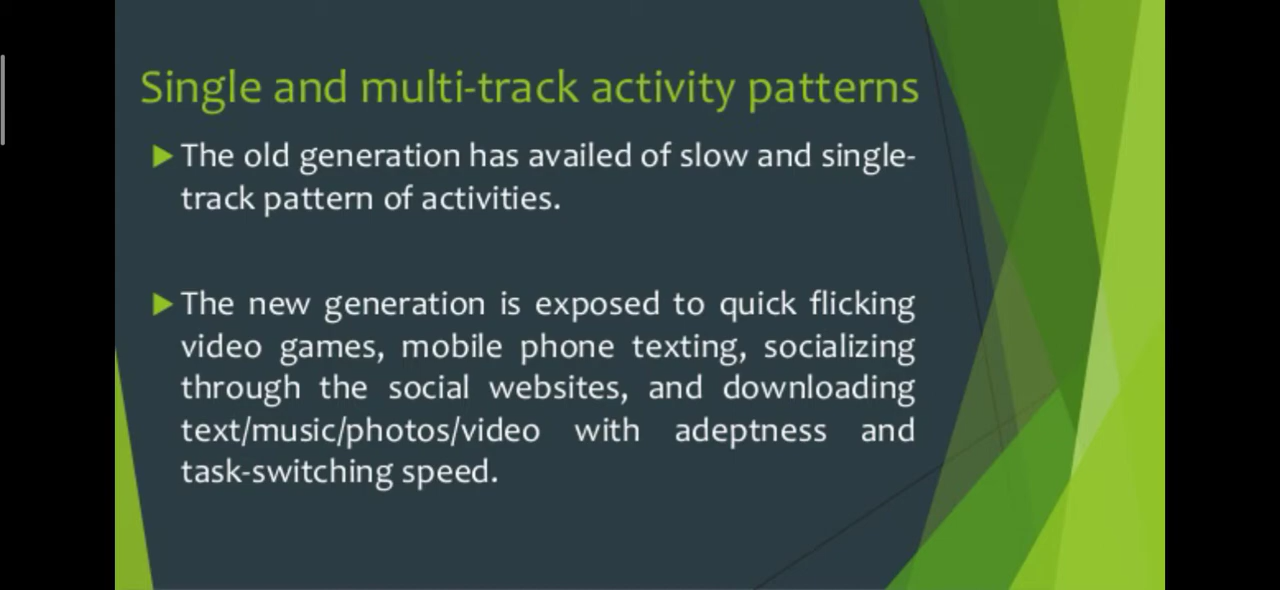 Single and multi-track activity patterns
The old generation has availed of slow and single-
track pattern of activities.
The new generation is exposed to quick flicking
video games, mobile phone texting, socializing
through the social websites, and downloading
text/music/photos/video with adeptness and
task-switching speed.